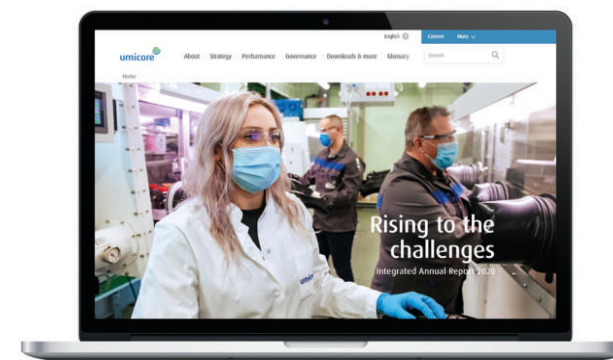 English
Careers More
umicore
About Strategy Performance Governance Downloads & more Glossary
Search
Home
umicore
Rising to the
challenges
Integrated Annual Report 2020